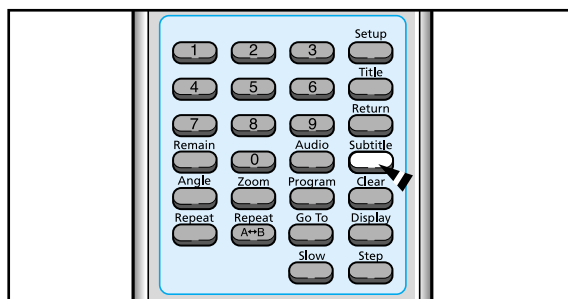 Setup
1 2 3
Title
4 5 6
Return
7 8 9
Remain Audio Subtitle
0
Angle Zoom Program Clear
Repeat Repeat Go To Display
A↔B
Slow Step